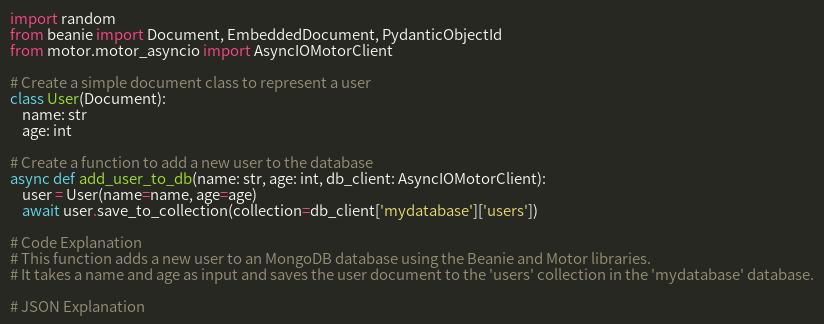 import random
from beanie import Document, EmbeddedDocument, PydanticObjectId
from motor.motor_asyncio import AsyncIOMotorClient
# Create a simple document class to represent a user
class User(Document):
name: str
age: int
# Create a function to add a new user to the database
async def add_user_to_db(name: str, age: int, db_client: AsyncIOMotorClient):
user = User(name=name, age=age)
await user.save_to_collection(collection=db_client['mydatabase']['users'])
# Code Explanation
# This function adds a new user to an MongoDB database using the Beanie and Motor libraries.
# It takes a name and age as input and saves the user document to the 'users' collection in the 'mydatabase' database.
# JSON Explanation